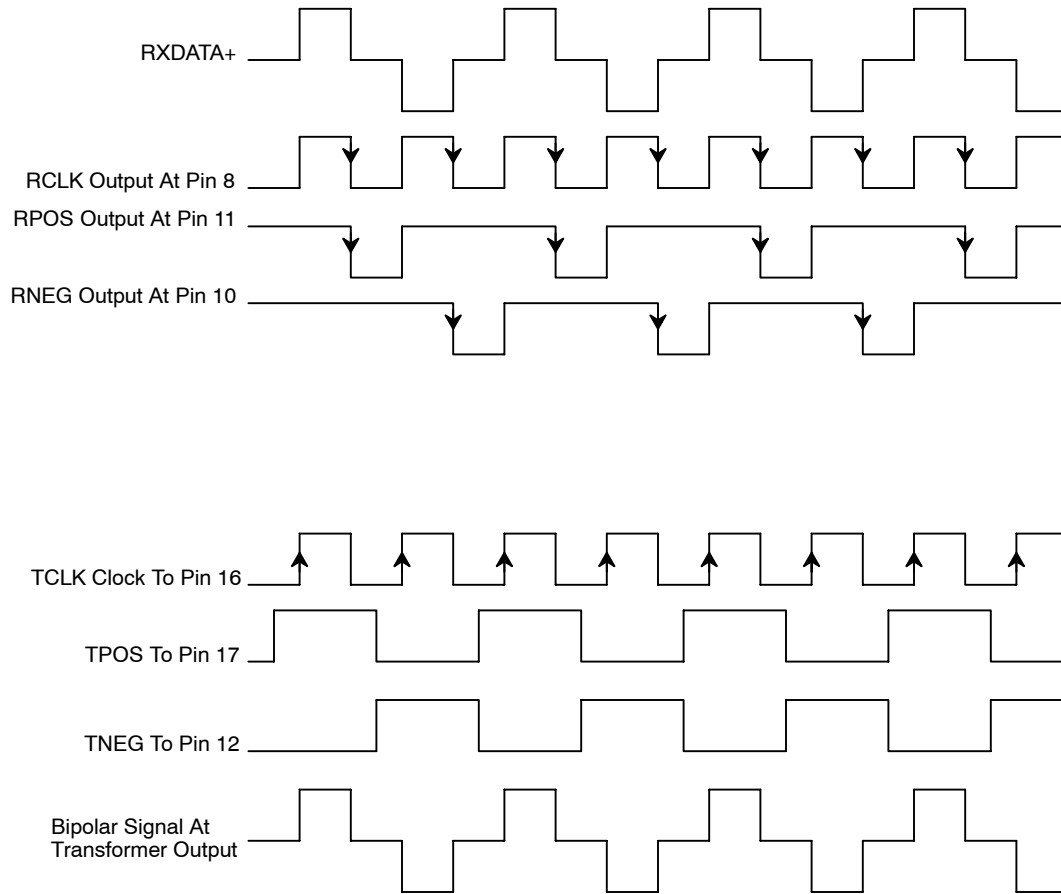 RXDATA+
RCLK Output At Pin 8
RPOS Output At Pin 11
RNEG Output At Pin 10
TCLK Clock To Pin 16
TPOS To Pin 17
TNEG To Pin 12
Bipolar Signal At
Transformer Output